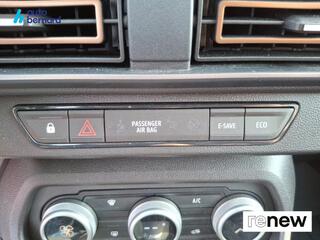 auto
bernard
PASSENGER
AIR BAG
E-SAVE
ECO
A/C
renew